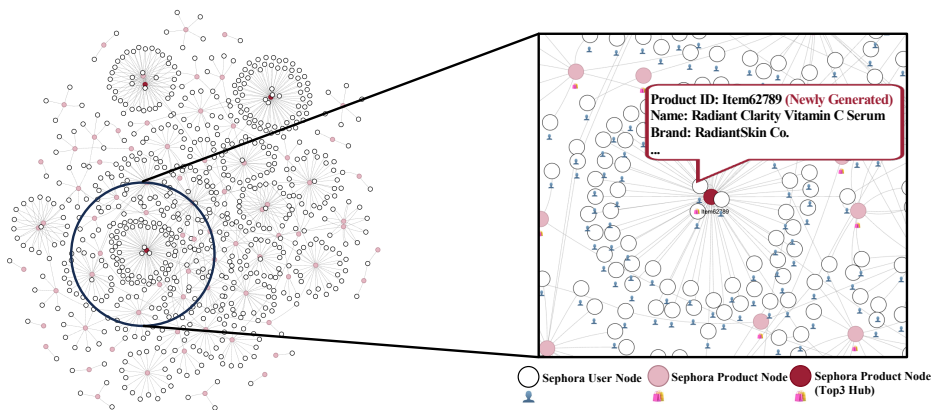 Product ID: Item62789 (Newly Generated)
Name: Radiant Clarity Vitamin C Serum
Brand: RadiantSkin Co.
...
Item62789
Sephora User Node
Sephora Product Node
Sephora Product Node
(Top3 Hub)